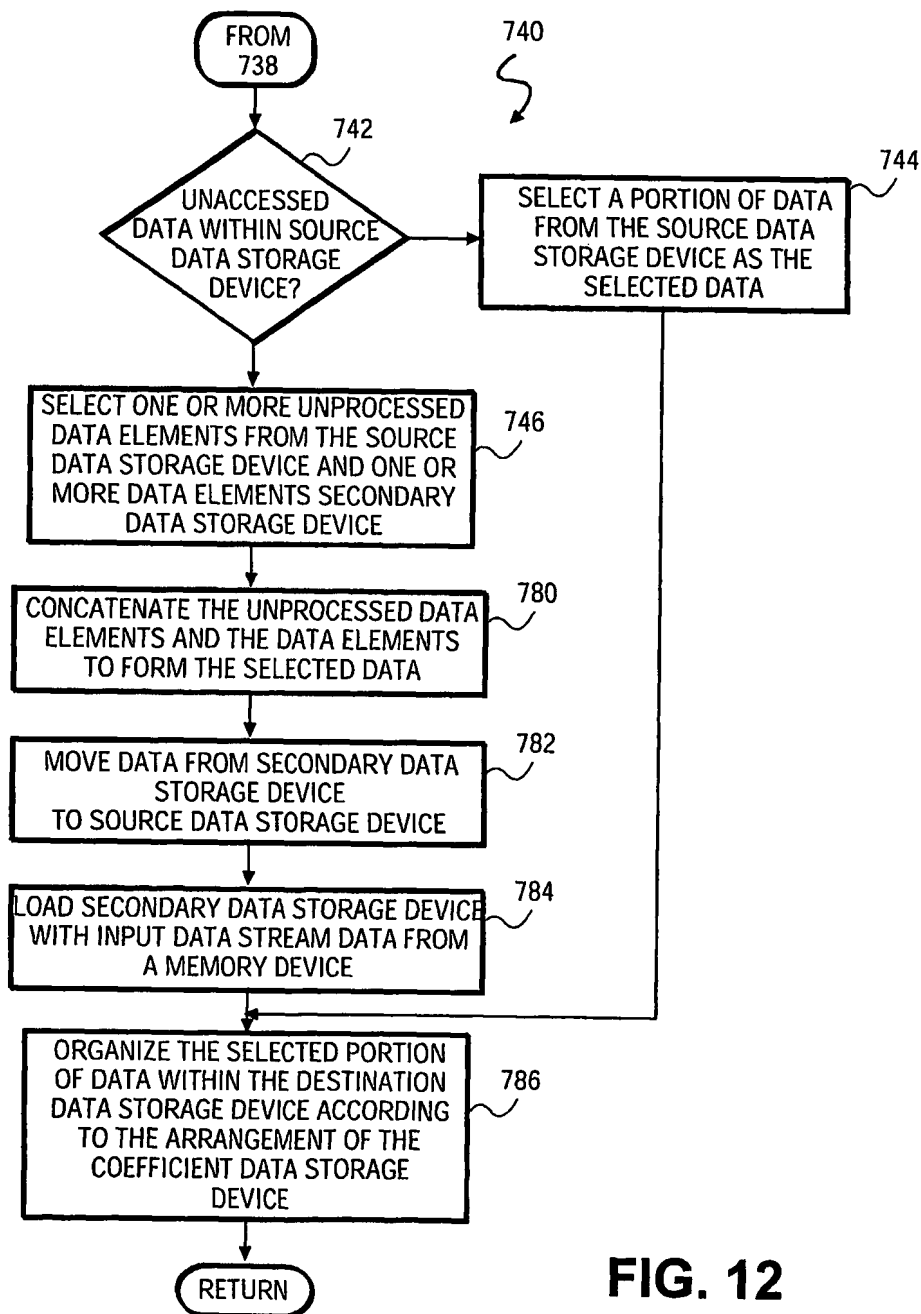 FROM
738
740
742
UNACCESSED
DATA WITHIN SOURCE
DATA STORAGE
DEVICE?
744
SELECT A PORTION OF DATA
FROM THE SOURCE DATA
STORAGE DEVICE AS THE
SELECTED DATA
SELECT ONE OR MORE UNPROCESSED
DATA ELEMENTS FROM THE SOURCE
DATA STORAGE DEVICE AND ONE OR
MORE DATA ELEMENTS SECONDARY
DATA STORAGE DEVICE
746
CONCATENATE THE UNPROCESSED DATA
ELEMENTS AND THE DATA ELEMENTS
TO FORM THE SELECTED DATA
780
MOVE DATA FROM SECONDARY DATA
STORAGE DEVICE
TO SOURCE DATA STORAGE DEVICE
782
LOAD SECONDARY DATA STORAGE DEVICE
WITH INPUT DATA STREAM DATA FROM
A MEMORY DEVICE
784
ORGANIZE THE SELECTED PORTION
OF DATA WITHIN THE DESTINATION
DATA STORAGE DEVICE ACCORDING
TO THE ARRANGEMENT OF THE
COEFFICIENT DATA STORAGE
DEVICE
786
RETURN
FIG. 12